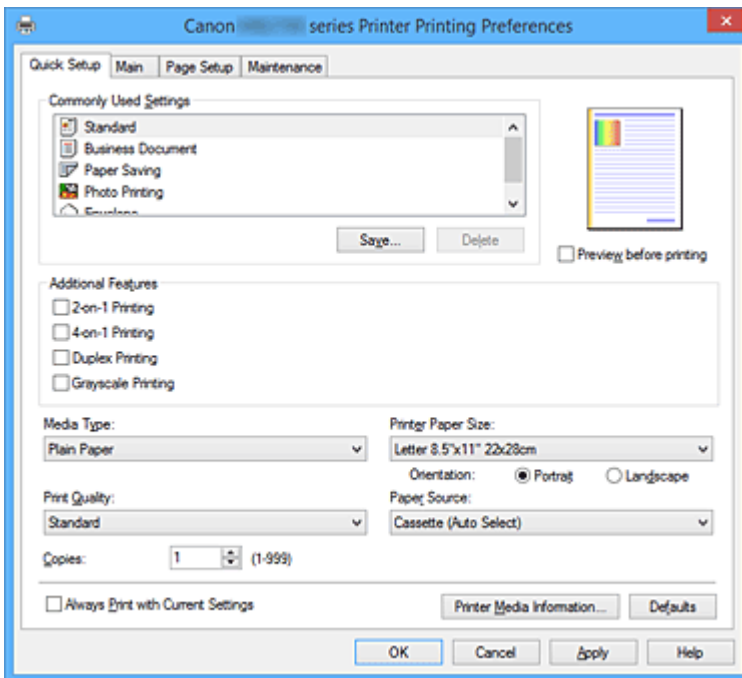 Canon series Printer Printing Preferences
Quick Setup Main Page Setup Maintenance
Commonly Used Settings
Standard
Business Document
Paper Saving
Photo Printing
Envelope
Save... Delete
Preview before printing
Additional Features
2-on-1 Printing
4-on-1 Printing
Duplex Printing
Grayscale Printing
Media Type: Printer Paper Size:
Plain Paper Letter 8.5"x11" 22x28cm
Orientation: Portrait Landscape
Print Quality: Paper Source:
Standard Cassette (Auto Select)
Copies: 1 (1-999)
Always Print with Current Settings Printer Media Information... Defaults
OK Cancel Apply Help